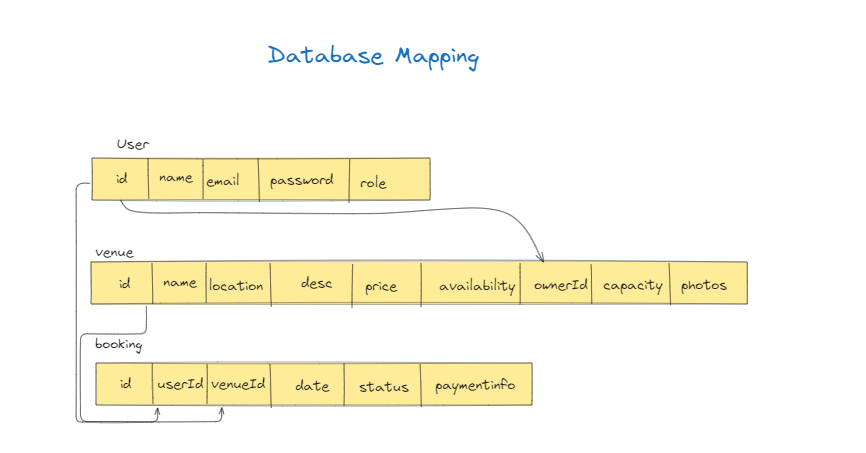 Database Mapping
User
id name email password role
venue
id name location desc price availability ownerId capacity photos
booking
id userId venueId date status paymentinfo